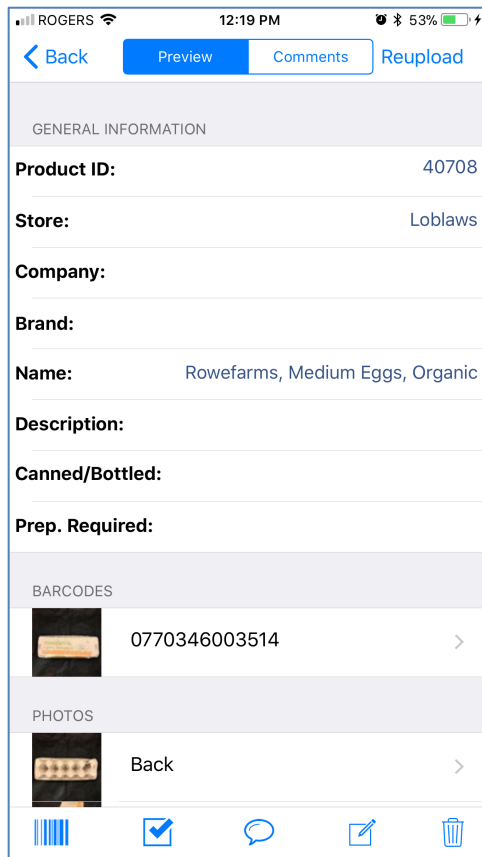 ROGERS 12:19 PM 53%
Back Preview Comments Reupload
GENERAL INFORMATION
Product ID: 40708
Store: Loblaws
Company:
Brand:
Name: Rowefarms, Medium Eggs, Organic
Description:
Canned/Bottled:
Prep. Required:
BARCODES
0770346003514
PHOTOS
Back